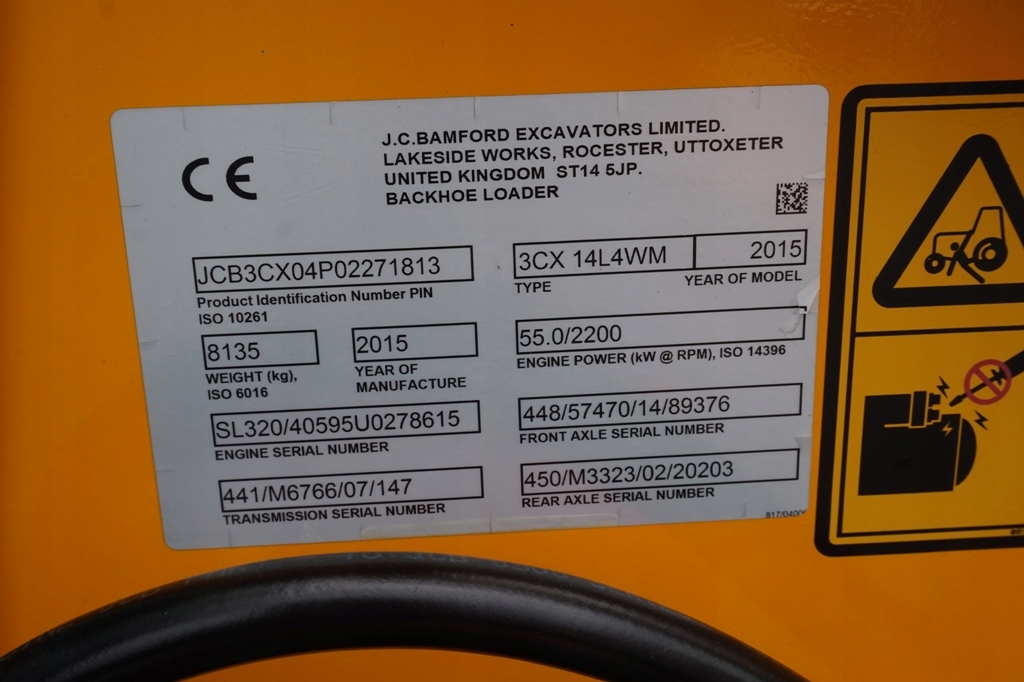 CE
J.C.BAMFORD EXCAVATORS LIMITED.
LAKESIDE WORKS, ROCESTER, UTTOXETER
UNITED KINGDOM ST14 5JP.
BACKHOE LOADER
JCB3CX04P02271813
Product Identification Number PIN
ISO 10261
3CX 14L4WM
TYPE
2015
YEAR OF MODEL
8135
WEIGHT (kg),
ISO 6016
2015
YEAR OF
MANUFACTURE
55.0/2200
ENGINE POWER (kW @ RPM), ISO 14396
SL320/40595U0278615
ENGINE SERIAL NUMBER
448/57470/14/89376
FRONT AXLE SERIAL NUMBER
441/M6766/07/147
TRANSMISSION SERIAL NUMBER
450/M3323/02/20203
REAR AXLE SERIAL NUMBER